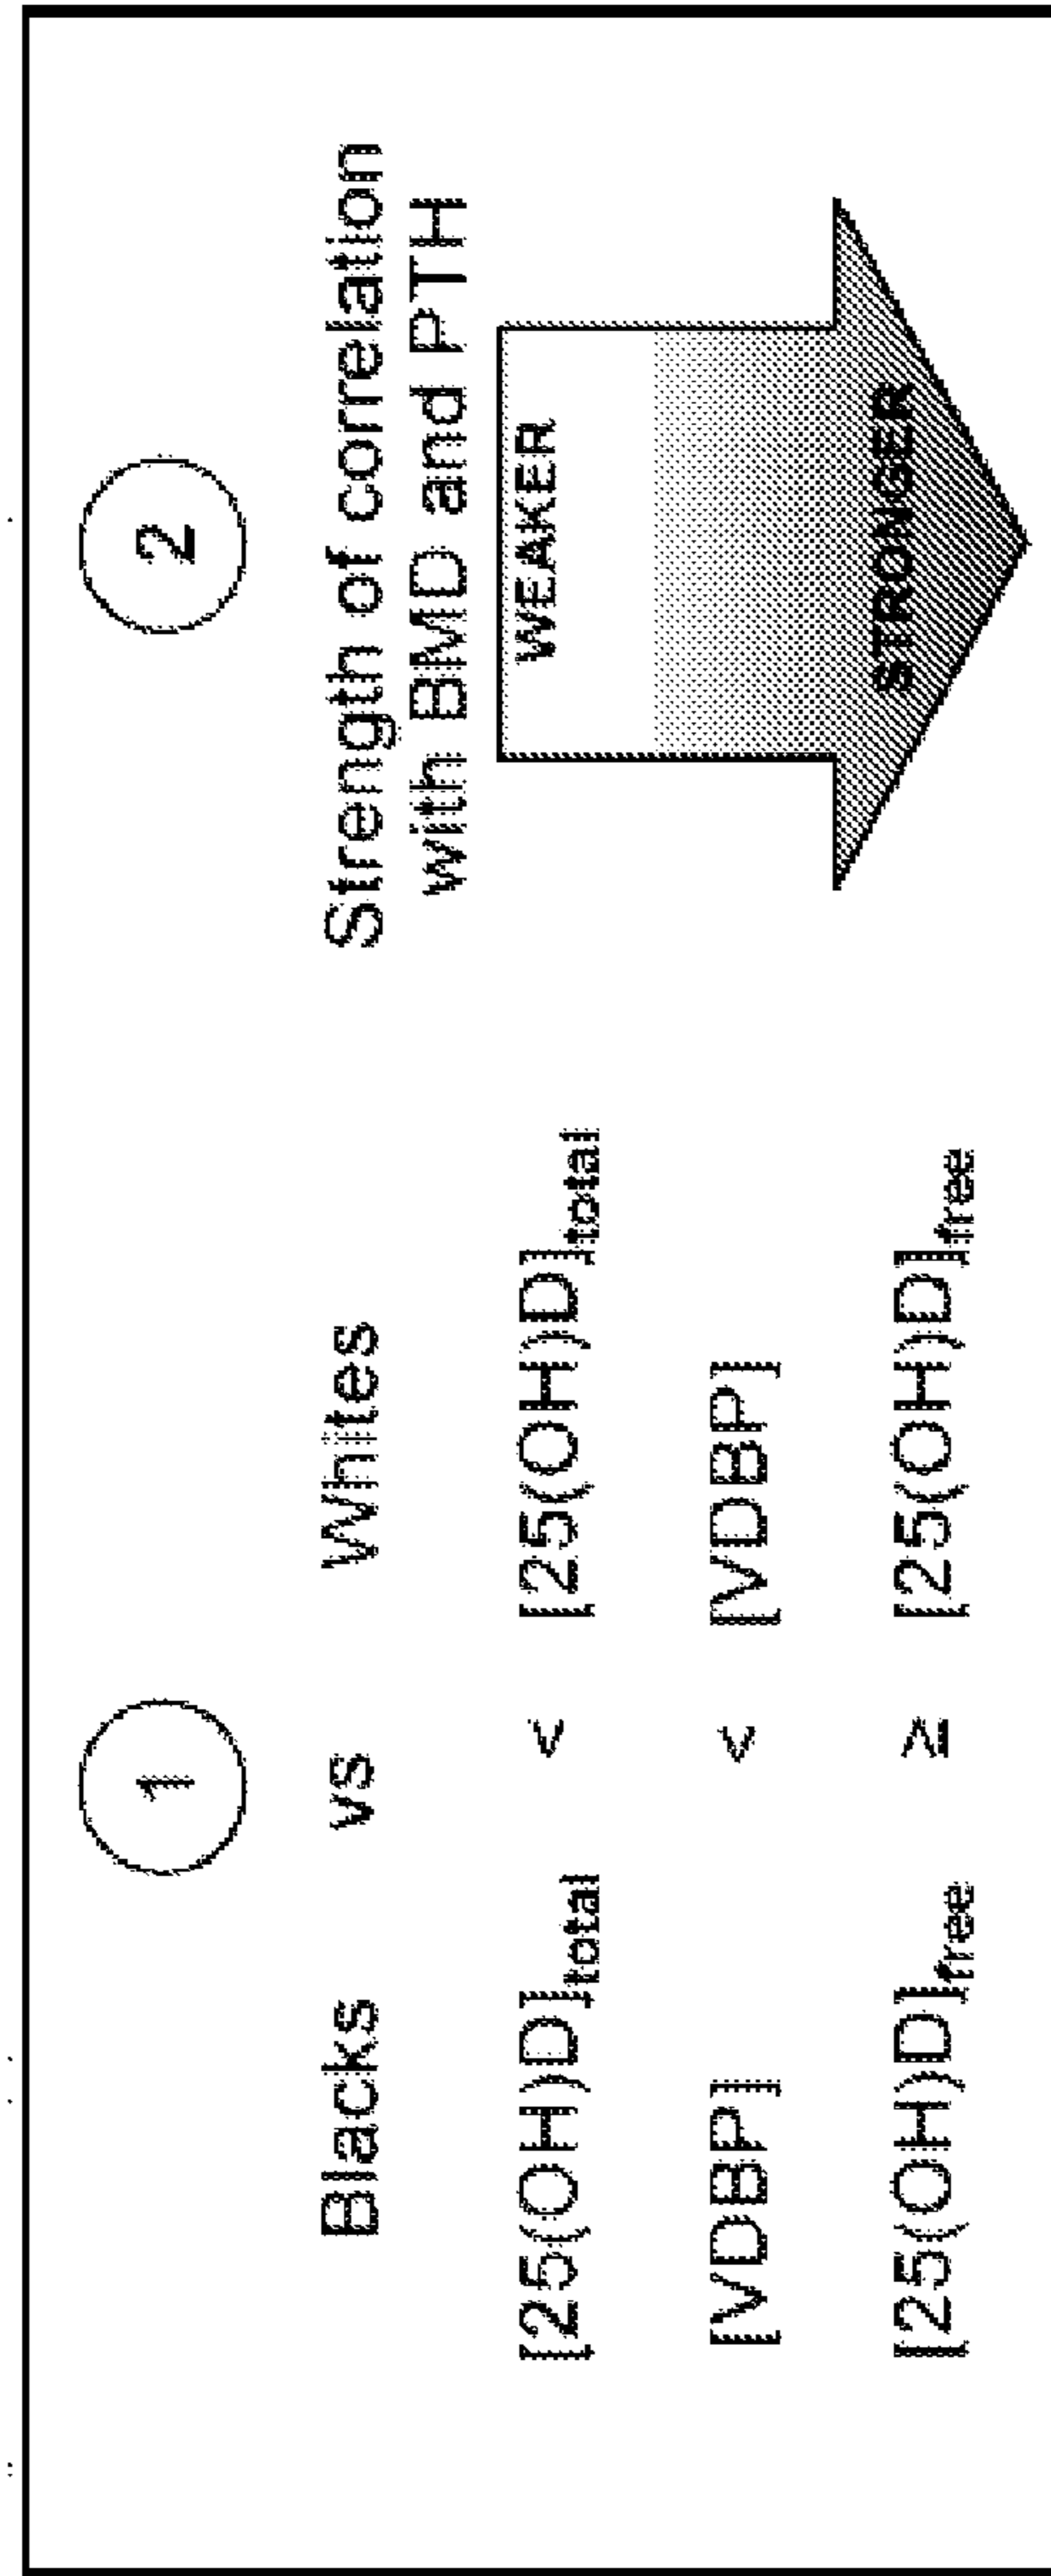 1
Blacks vs Whites
[25(OH)D]total < [25(OH)D]total
[VDBP] < [VDBP]
[25(OH)D]free ≥ [25(OH)D]free
2
Strength of correlation
with BMD and PTH
WEAKER
STRONGER